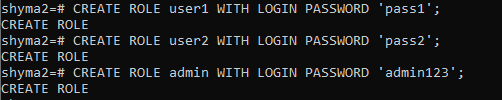 shyma2=# CREATE ROLE user1 WITH LOGIN PASSWORD 'pass1';
CREATE ROLE
shyma2=# CREATE ROLE user2 WITH LOGIN PASSWORD 'pass2';
CREATE ROLE
shyma2=# CREATE ROLE admin WITH LOGIN PASSWORD 'admin123';
CREATE ROLE